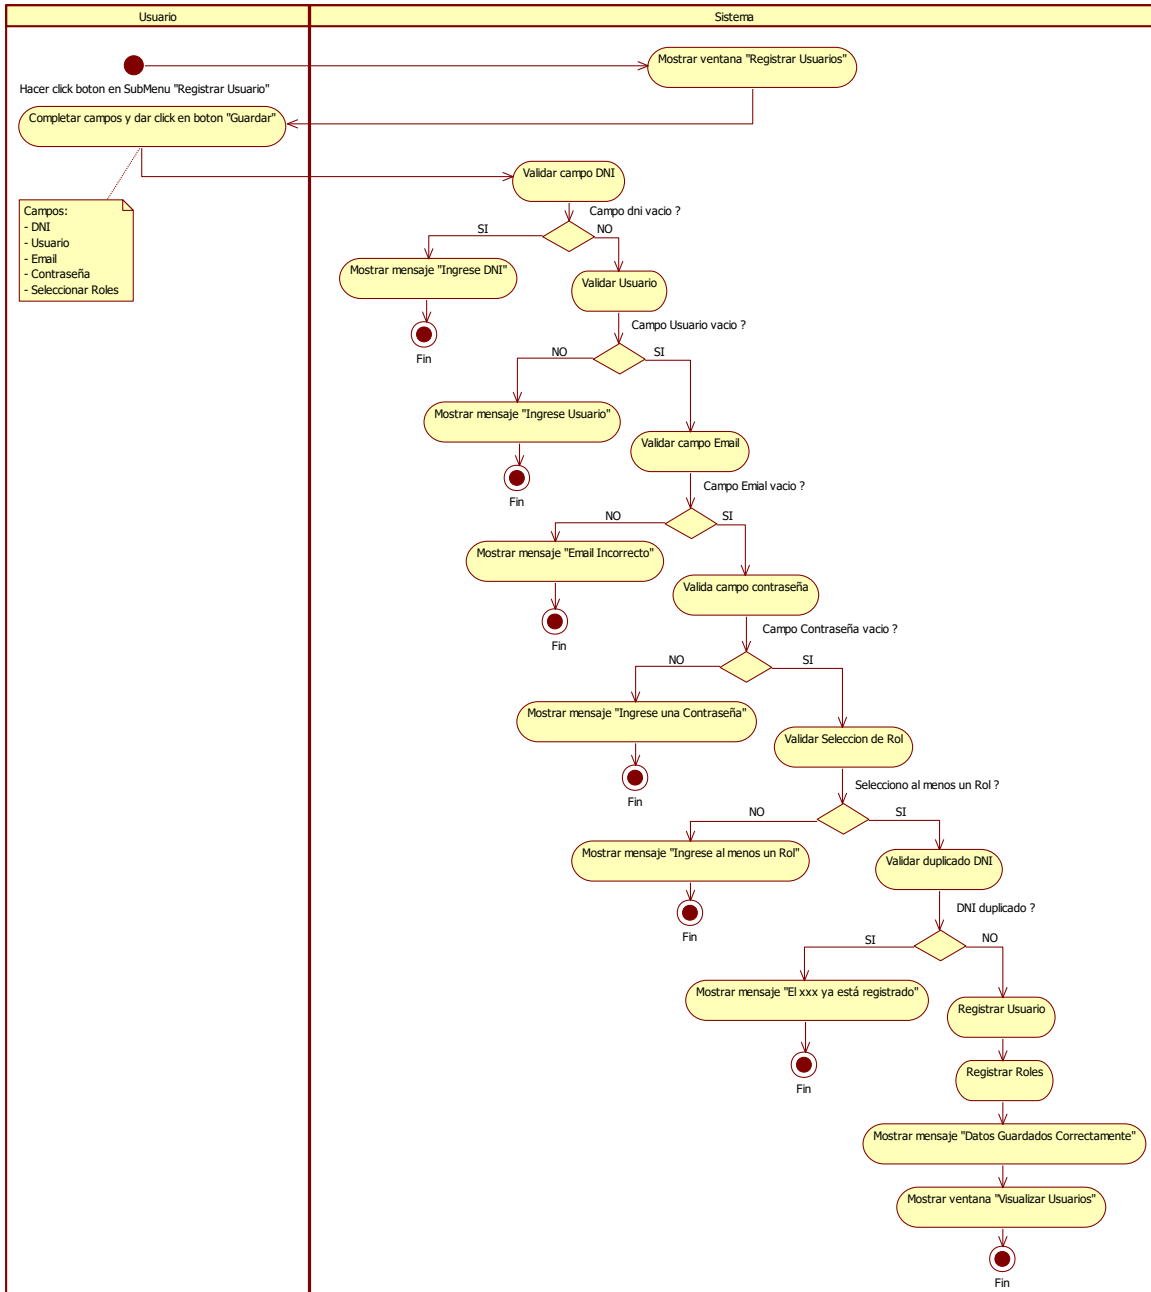 Usuario
Sistema
Mostrar ventana "Registrar Usuarios"
Hacer click boton en SubMenu "Registrar Usuario"
Completar campos y dar click en boton "Guardar"
Validar campo DNI
Campo dni vacio ?
Campos:
- DNI
- Usuario
- Email
- Contraseña
- Seleccionar Roles
SI
NO
Mostrar mensaje "Ingrese DNI"
Validar Usuario
Fin
Campo Usuario vacio ?
NO
SI
Mostrar mensaje "Ingrese Usuario"
Validar campo Email
Fin
Campo Emial vacio ?
NO
SI
Mostrar mensaje "Email Incorrecto"
Valida campo contraseña
Fin
Campo Contraseña vacio ?
NO
SI
Mostrar mensaje "Ingrese una Contraseña"
Validar Seleccion de Rol
Fin
Selecciono al menos un Rol ?
NO
SI
Mostrar mensaje "Ingrese al menos un Rol"
Validar duplicado DNI
Fin
DNI duplicado ?
SI
NO
Mostrar mensaje "El xxx ya está registrado"
Registrar Usuario
Fin
Registrar Roles
Mostrar mensaje "Datos Guardados Correctamente"
Mostrar ventana "Visualizar Usuarios"
Fin